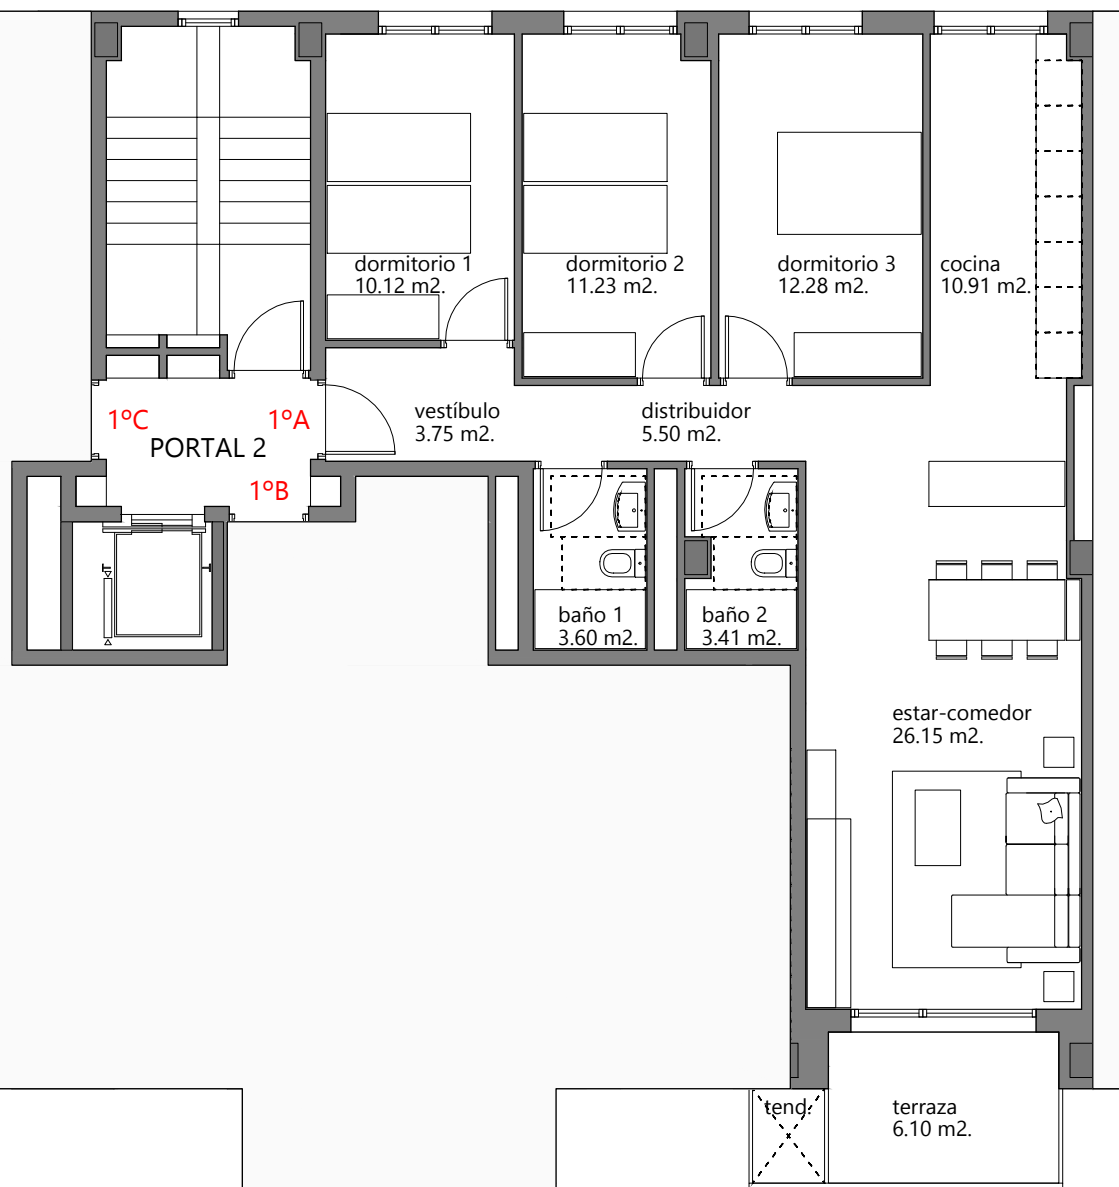 dormitorio 1
10.12 m2.
dormitorio 2
11.23 m2.
dormitorio 3
12.28 m2.
cocina
10.91 m2.
1ºC
1ºA
PORTAL 2
1ºB
vestíbulo
3.75 m2.
distribuidor
5.50 m2.
baño 1
3.60 m2.
baño 2
3.41 m2.
estar-comedor
26.15 m2.
tend.
terraza
6.10 m2.